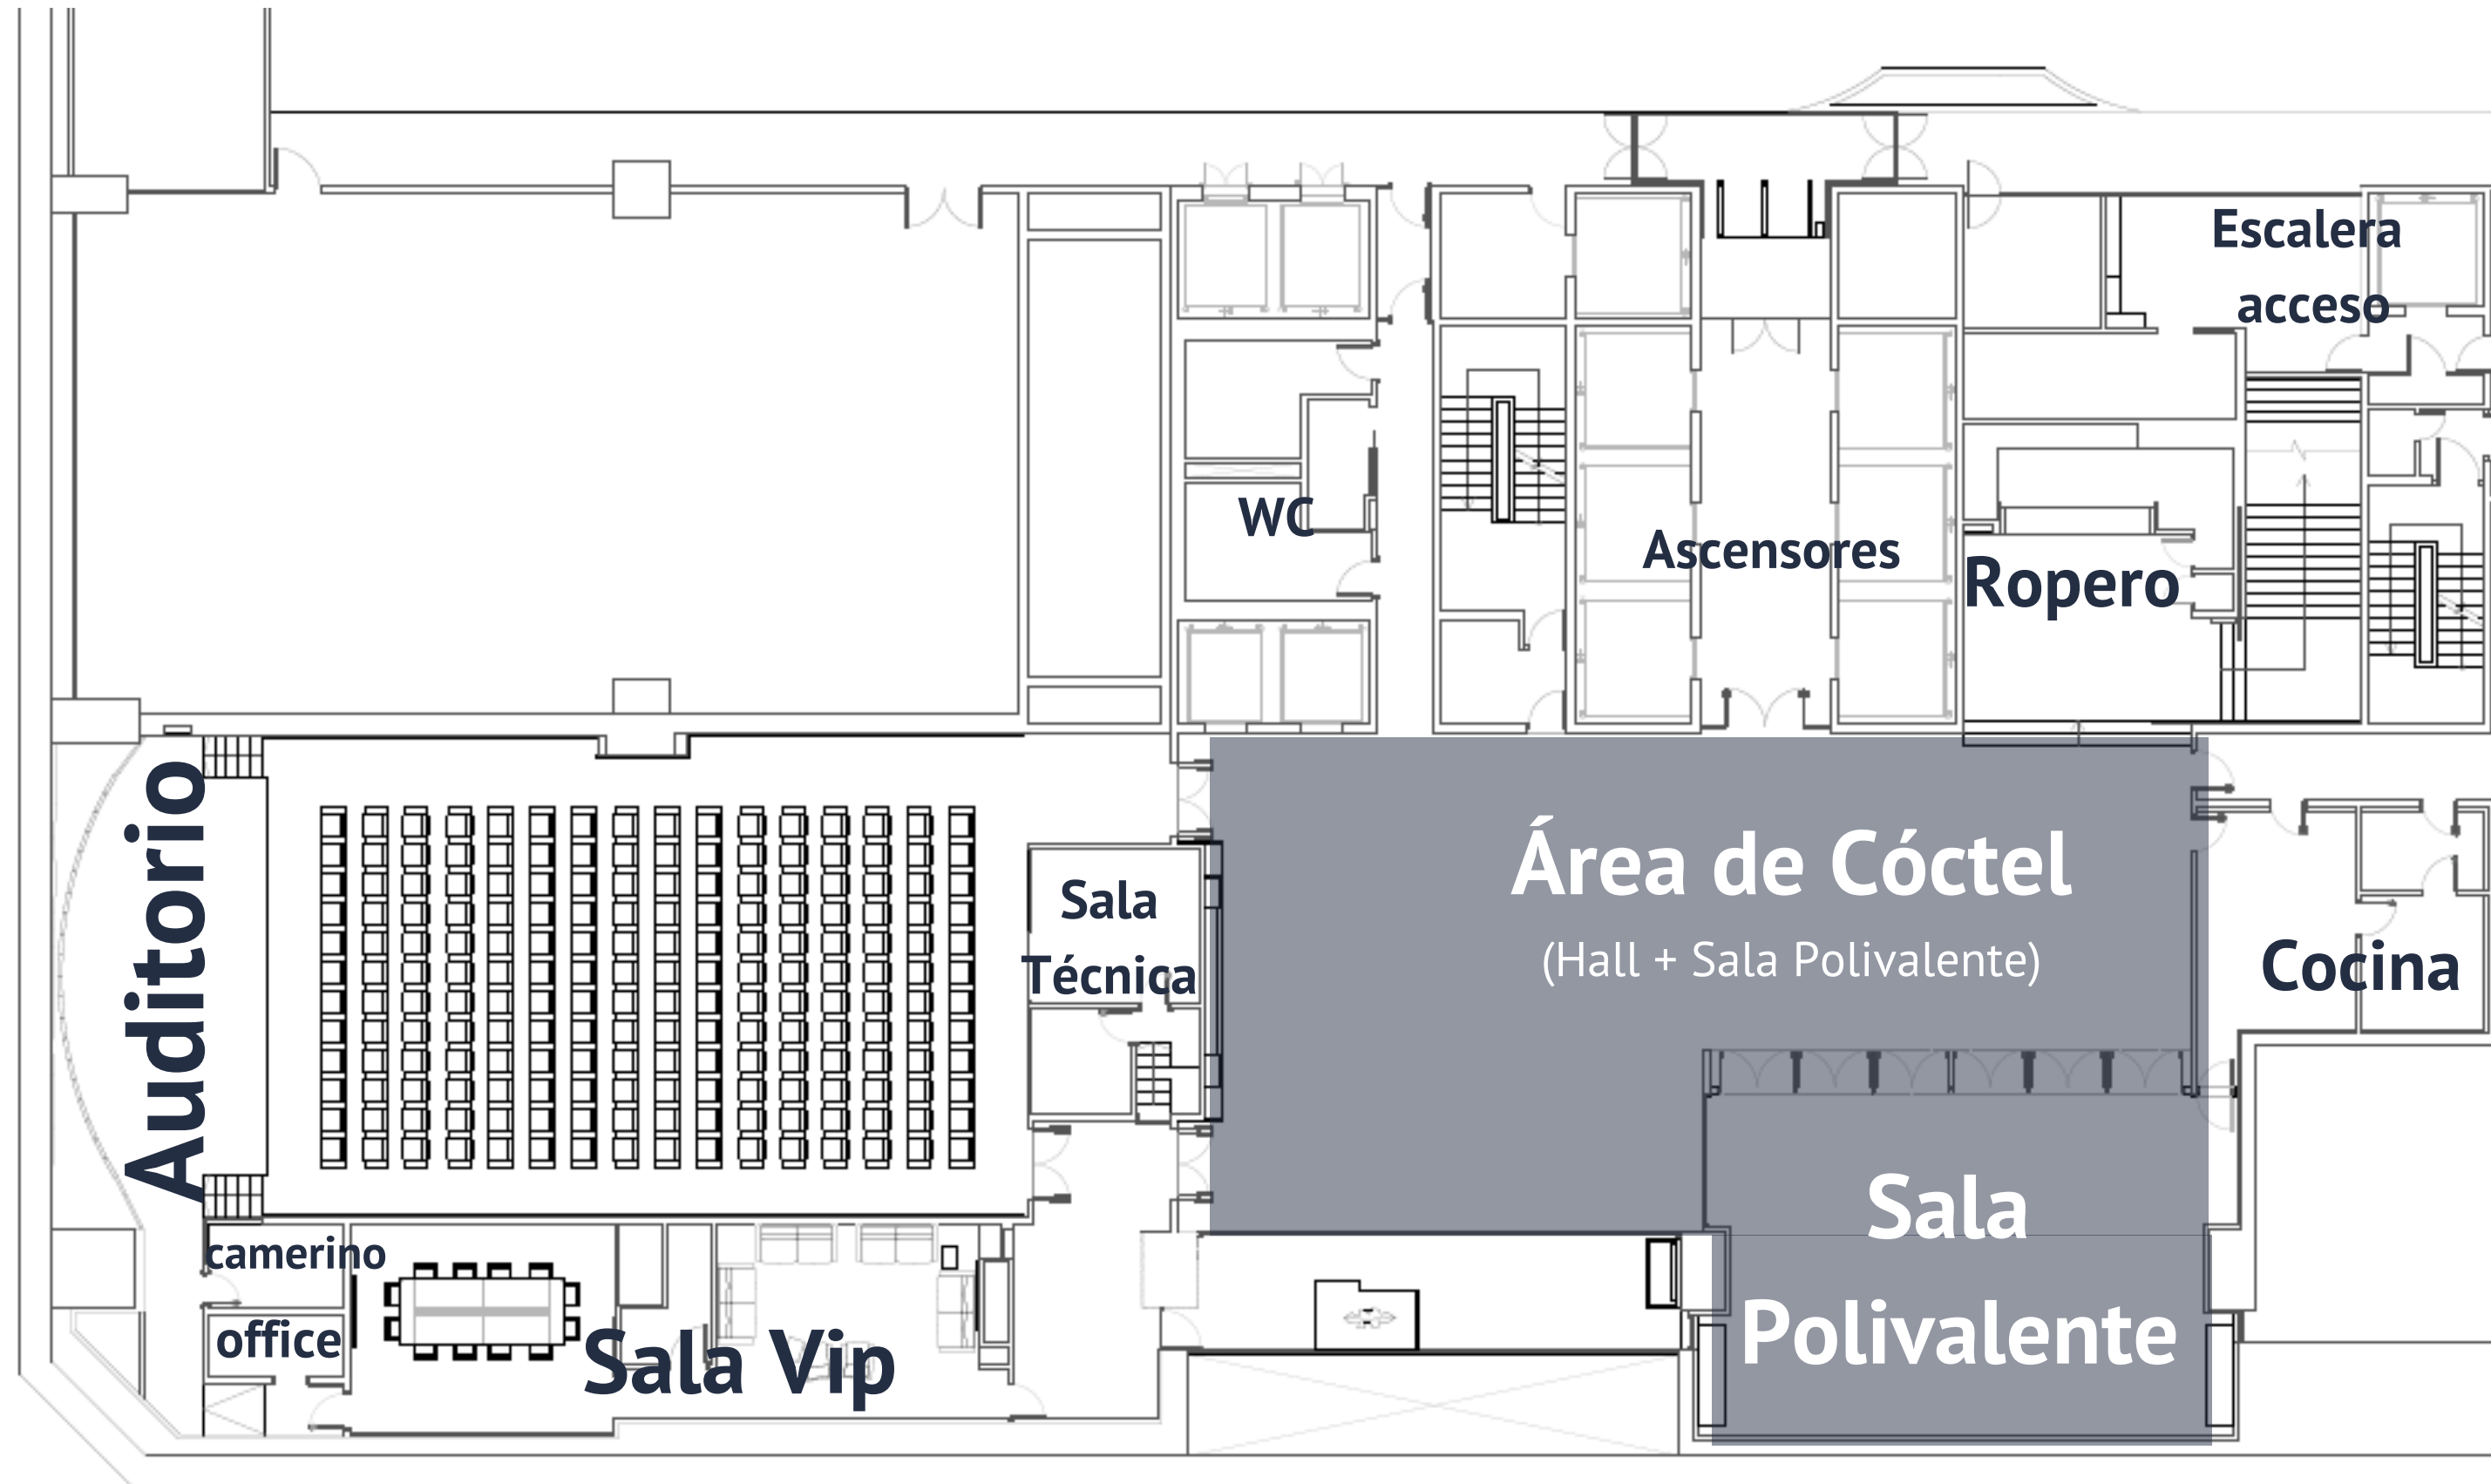 Escalera
acceso
WC
Ascensores
Ropero
Auditorio
Sala
Técnica
Área de Cóctel
(Hall + Sala Polivalente)
Cocina
Sala
Polivalente
camerino
office
Sala Vip